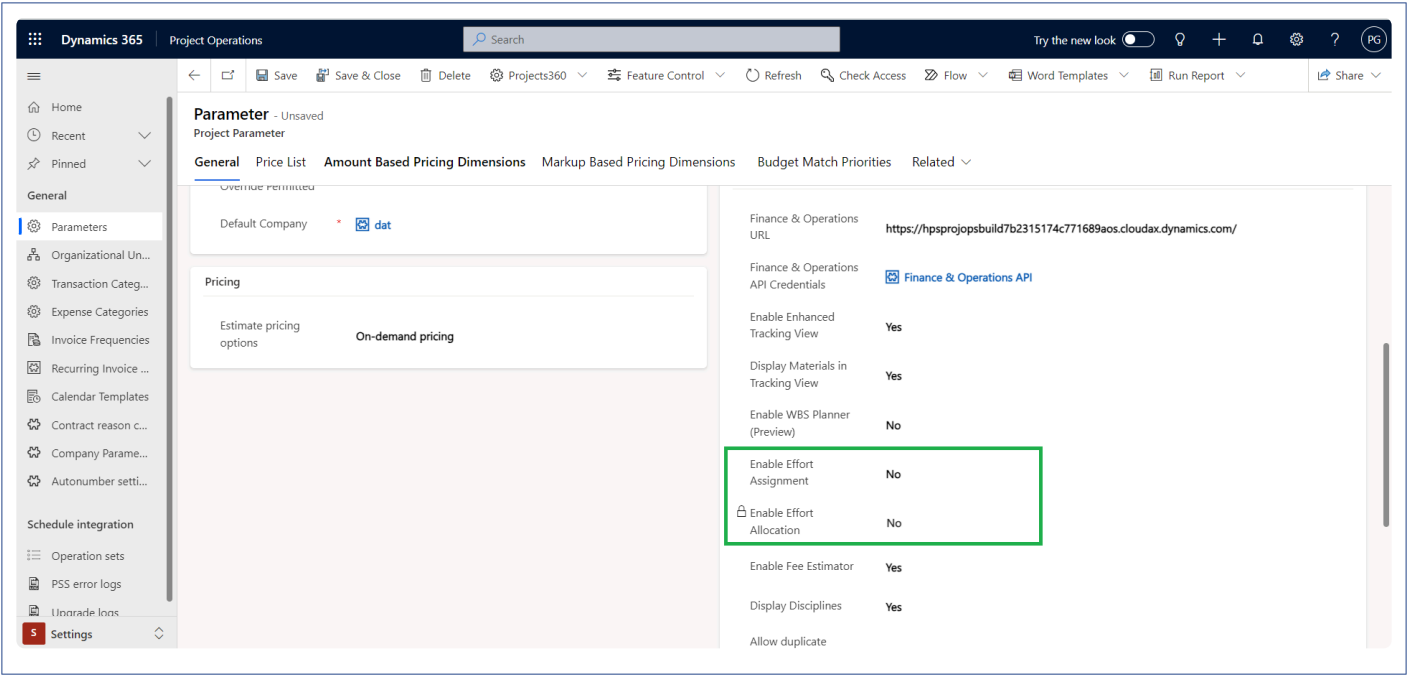 Dynamics 365
Project Operations
Search
Try the new look
PG
Save
Save & Close
Delete
Projects360
Feature Control
Refresh
Check Access
Flow
Word Templates
Run Report
Share
Home
Recent
Pinned
General
Parameters
Organizational Un...
Transaction Categ...
Expense Categories
Invoice Frequencies
Recurring Invoice ...
Calendar Templates
Contract reason c...
Company Parame...
Autonumber setti...
Schedule integration
Operation sets
PSS error logs
Upgrade logs
S
Settings
Parameter - Unsaved
Project Parameter
General
Price List
Amount Based Pricing Dimensions
Markup Based Pricing Dimensions
Budget Match Priorities
Related
Override Permitted
Default Company
*
dat
Pricing
Estimate pricing
options
On-demand pricing
Finance & Operations
URL
https://hpsprojopsbuild7b2315174c771689aos.cloudax.dynamics.com/
Finance & Operations
API Credentials
Finance & Operations API
Enable Enhanced
Tracking View
Yes
Display Materials in
Tracking View
Yes
Enable WBS Planner
(Preview)
No
Enable Effort
Assignment
No
Enable Effort
Allocation
No
Enable Fee Estimator
Yes
Display Disciplines
Yes
Allow duplicate